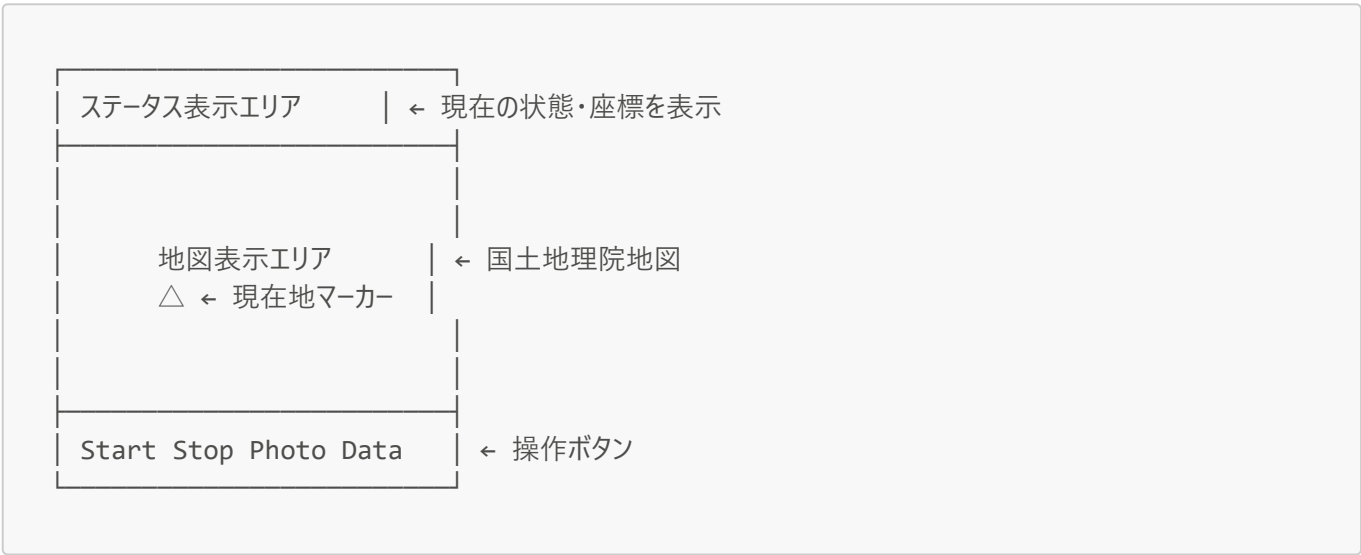 ステータス表示エリア ← 現在の状態・座標を表示
地図表示エリア ← 国土地理院地図
△ ← 現在地マーカー
Start Stop Photo Data ← 操作ボタン